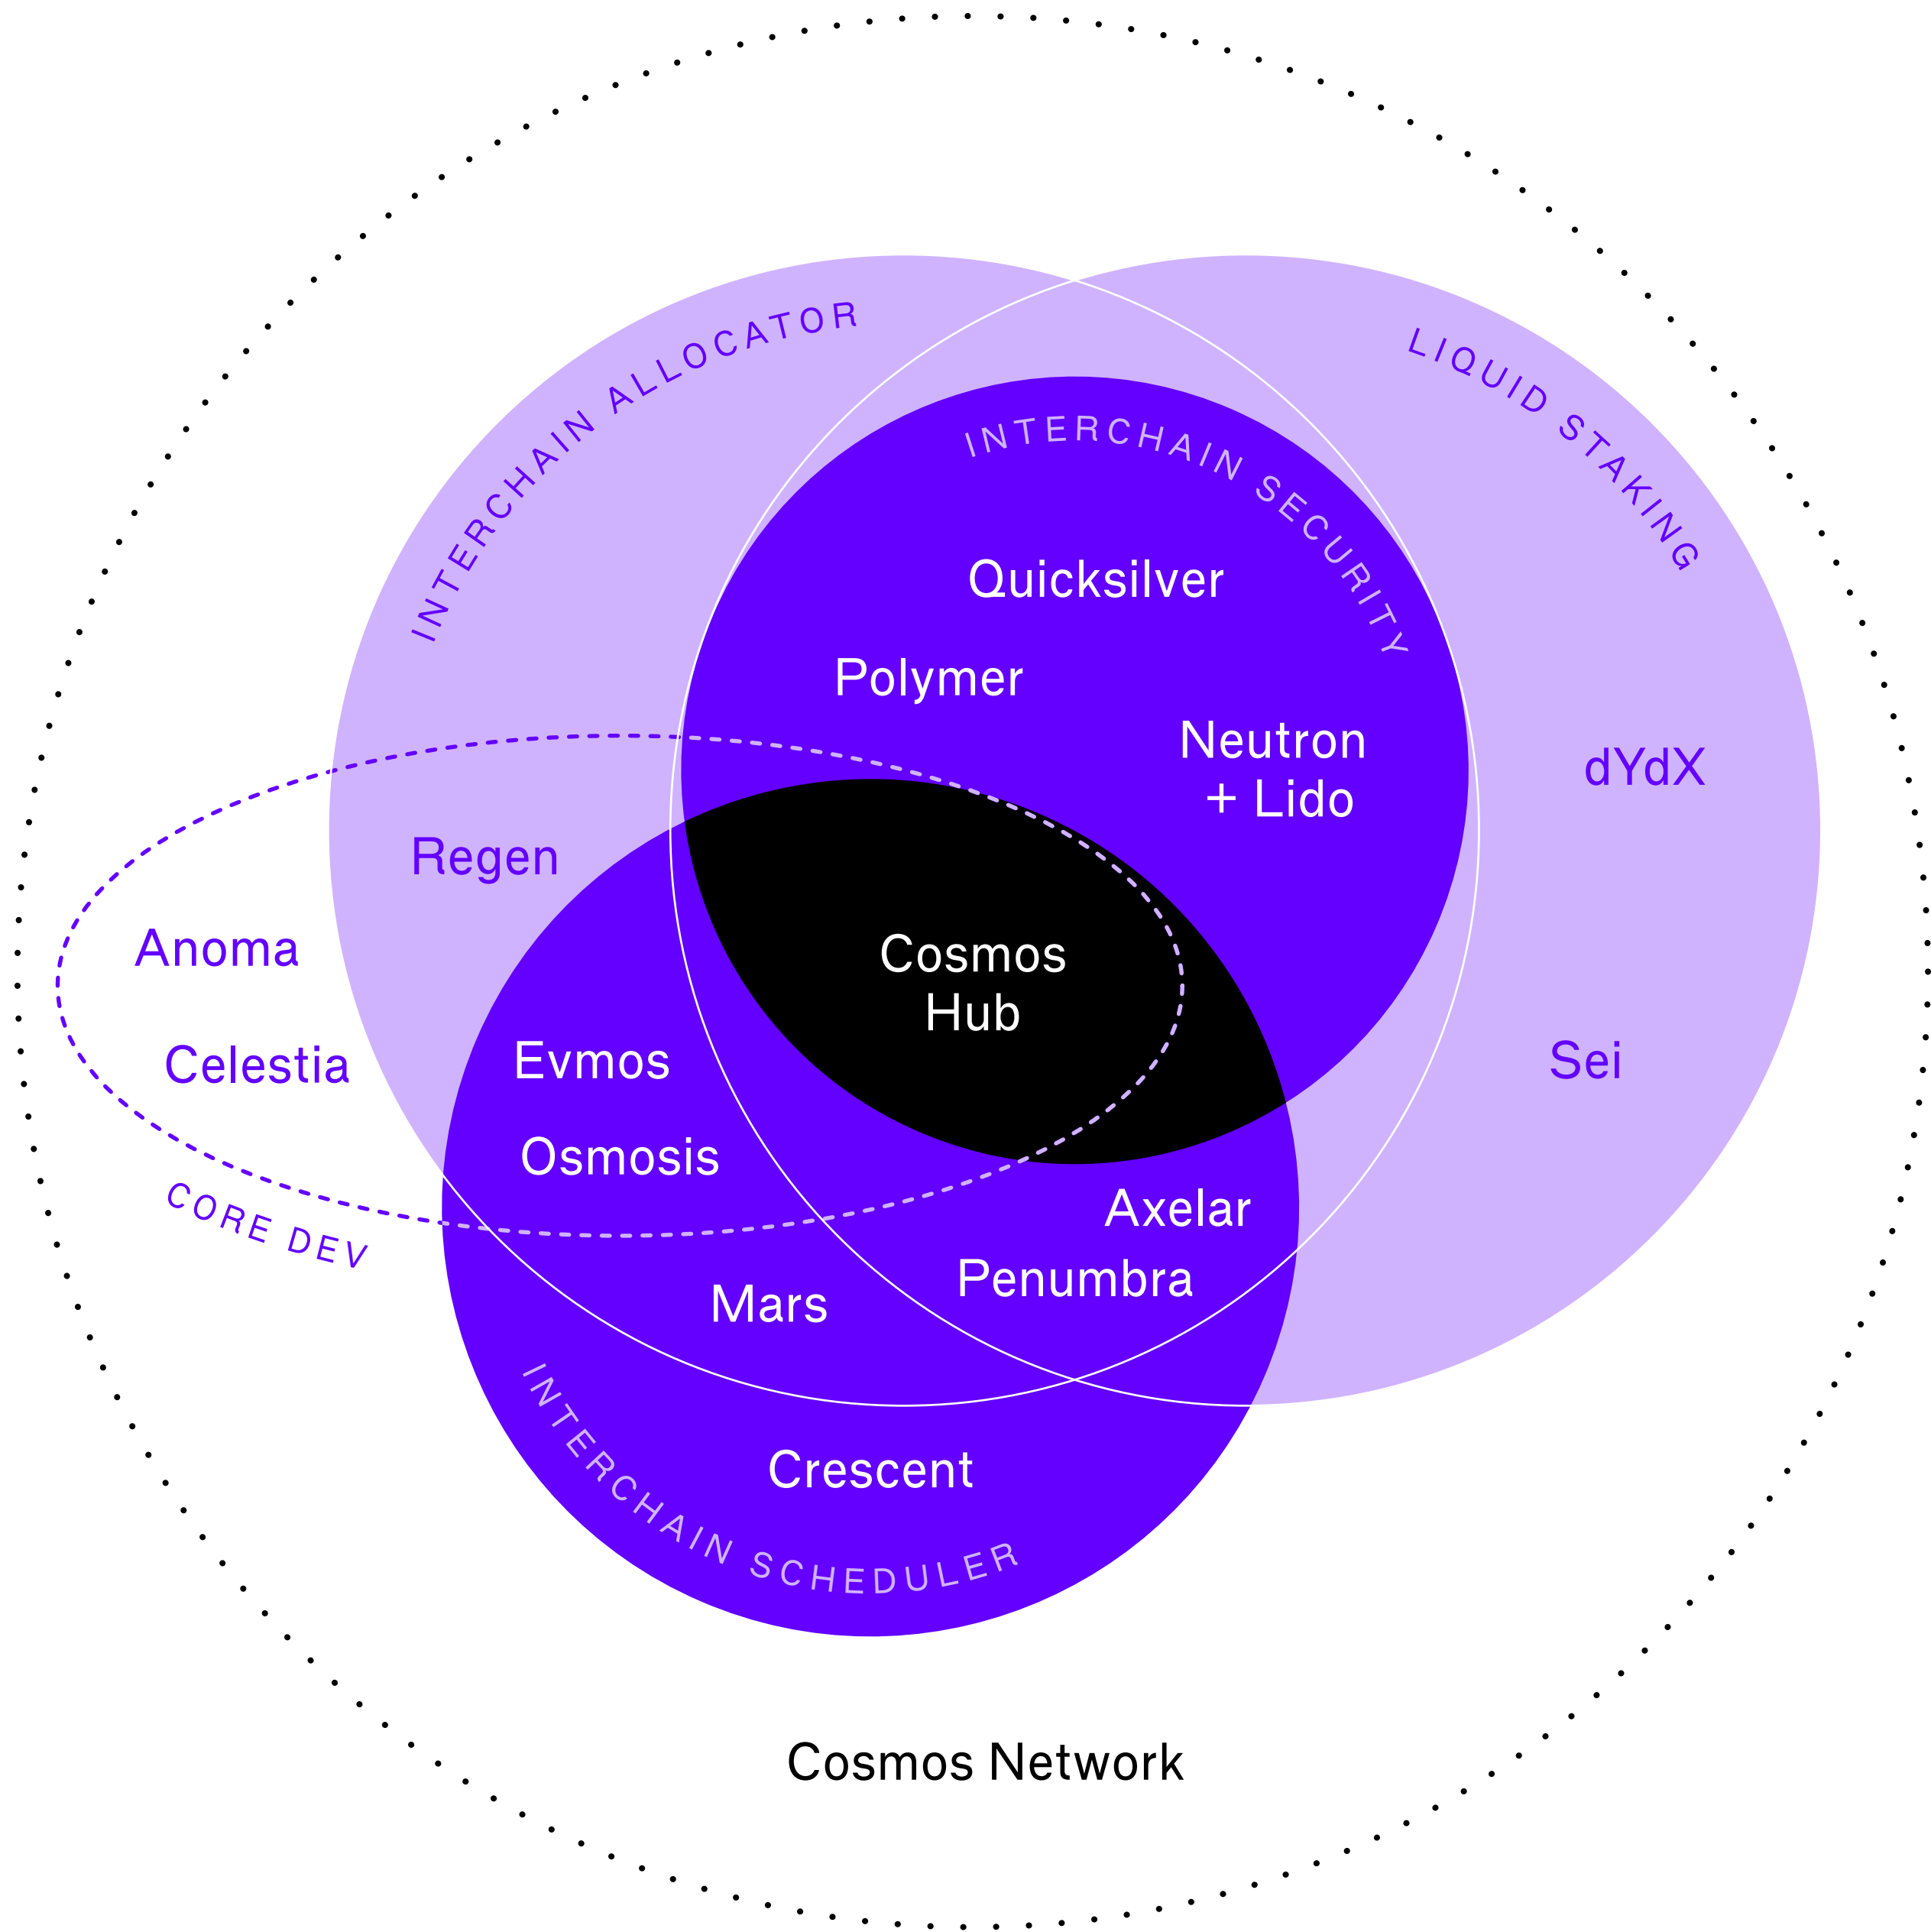 INTERCHAIN ALLOCATOR
LIQUID STAKING
INTERCHAIN SECURITY
Quicksilver
Polymer
Neutron
+ Lido
dYdX
Regen
Anoma
Cosmos
Hub
Celestia
Evmos
Sei
Osmosis
CORE DEV
Axelar
Penumbra
Mars
INTERCHAIN SCHEDULER
Crescent
Cosmos Network